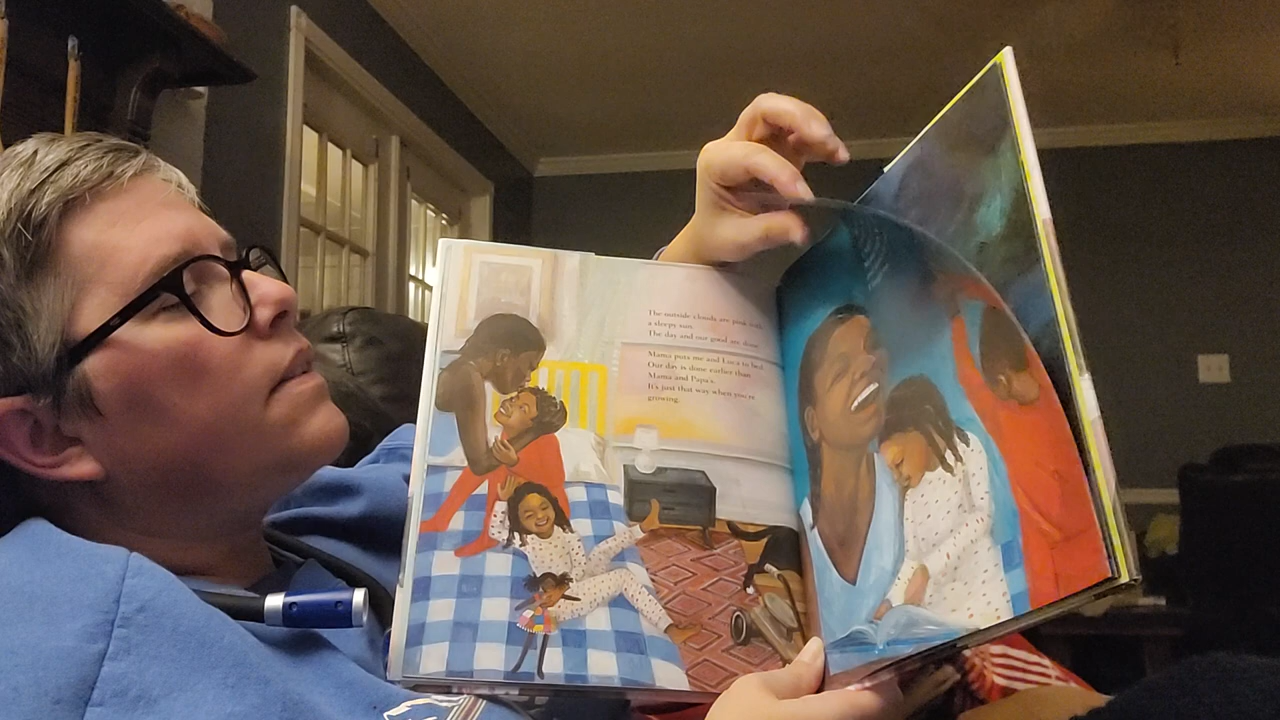 The outside clouds are pink with
a sleepy sun.
The day and our good are done.
Mama puts me and Luca to bed.
Our day is done earlier than
Mama and Papa's.
It's just that way when you're
growing.